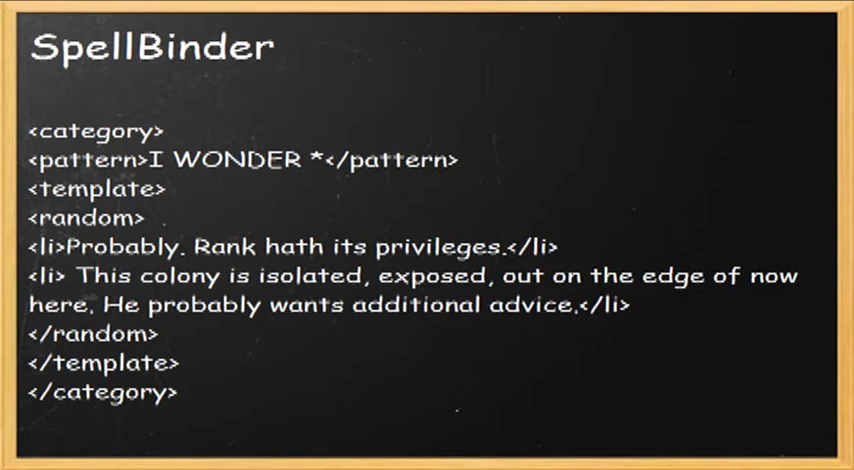 SpellBinder
<category>
<pattern>I WONDER *</pattern>
<template>
<random>
<li>Probably. Rank hath its privileges.</li>
<li> This colony is isolated, exposed, out on the edge of now
here. He probably wants additional advice.</li>
</random>
</template>
</category>